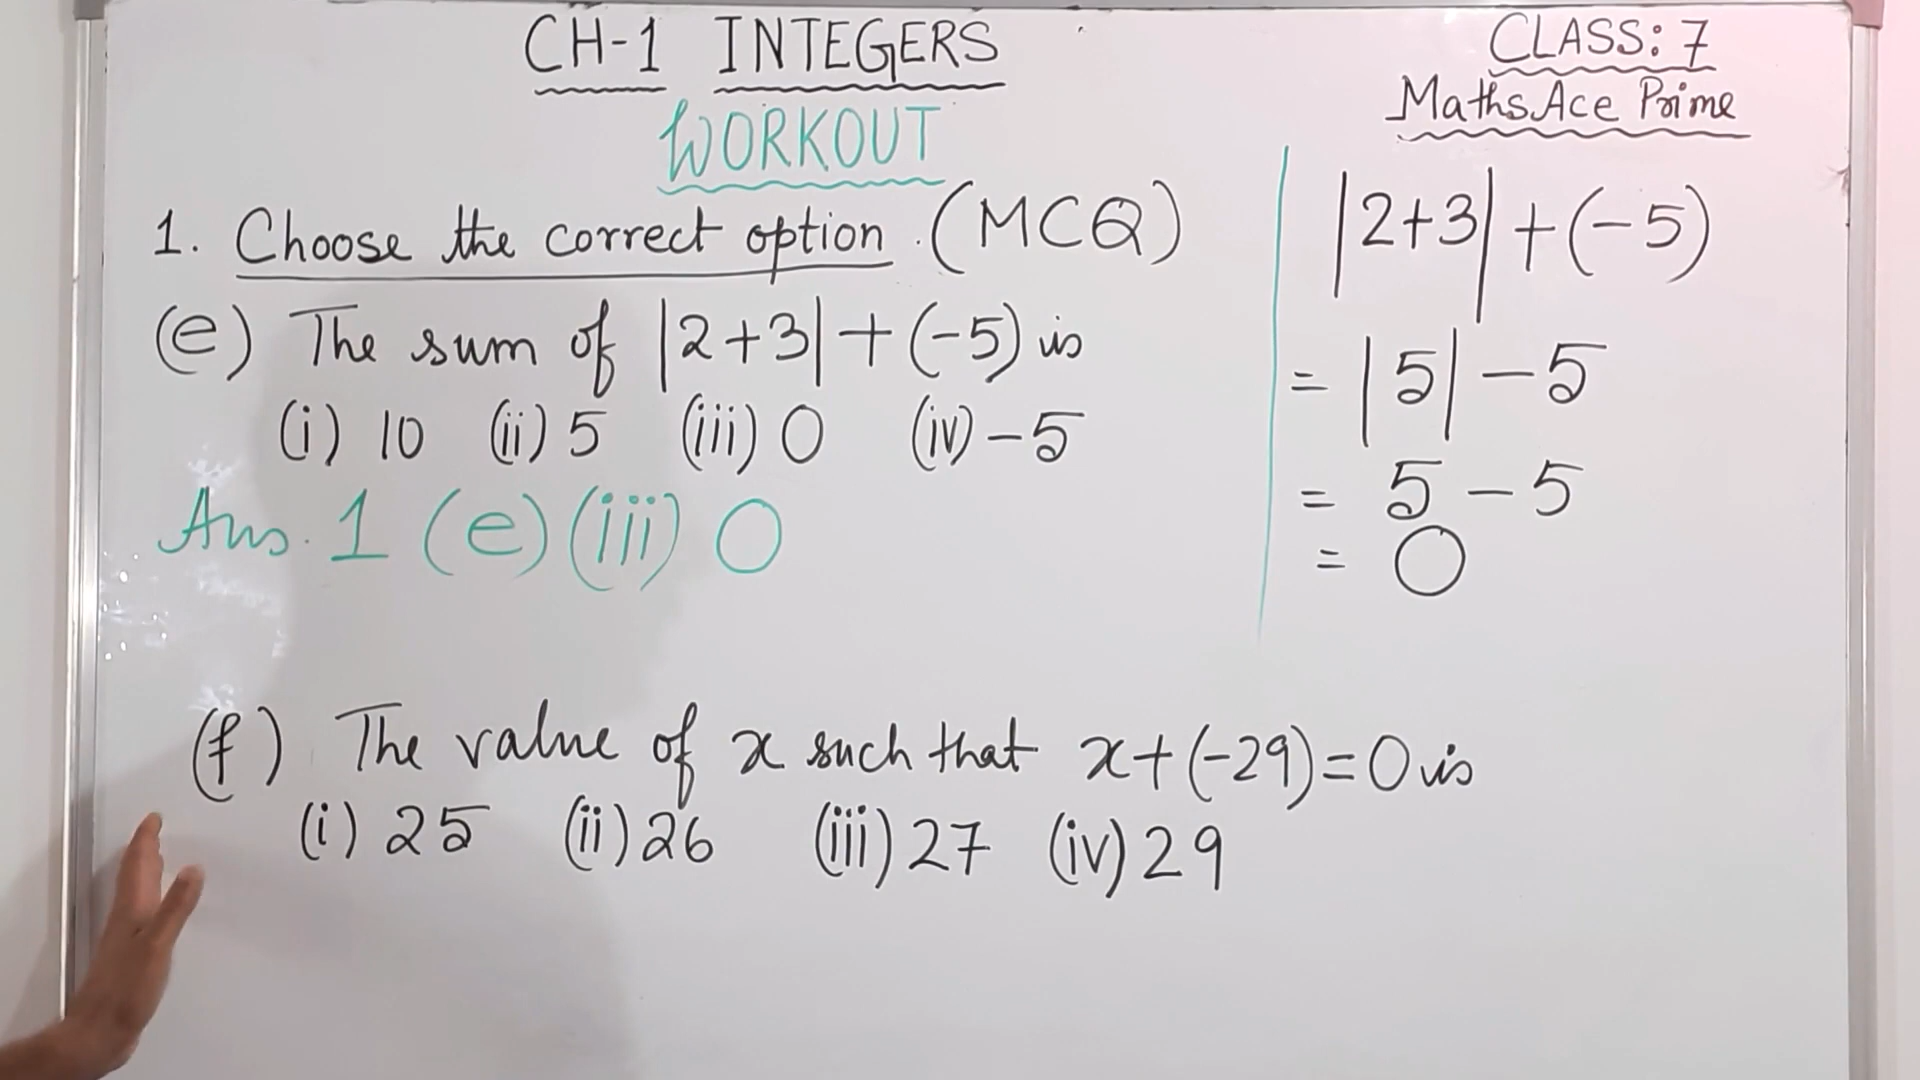 CH-1 INTEGERS
CLASS: 7
Maths Ace Prime
WORKOUT
1. Choose the correct option. (MCQ)
(e) The sum of |2+3|+(-5) is
(i) 10 (ii) 5 (iii) 0 (iv) -5
Ans. 1 (e)(iii) 0
|2+3|+(-5)
= |5|-5
= 5-5
= 0
(f) The value of x such that x+(-29)=0 is
(i) 25 (ii) 26 (iii) 27 (iv) 29